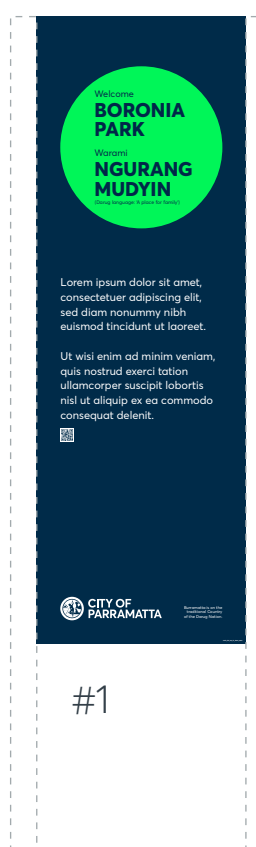 Welcome
BORONIA
PARK
Warami
NGURANG
MUDYIN
(Darug language: 'A place for family')
Lorem ipsum dolor sit amet,
consectetuer adipiscing elit,
sed diam nonummy nibh
euismod tincidunt ut laoreet.
Ut wisi enim ad minim veniam,
quis nostrud exerci tation
ullamcorper suscipit lobortis
nisl ut aliquip ex ea commodo
consequat delenit.
CITY OF
PARRAMATTA
Burramatta is on the
traditional Country
of the Darug Nation
#1